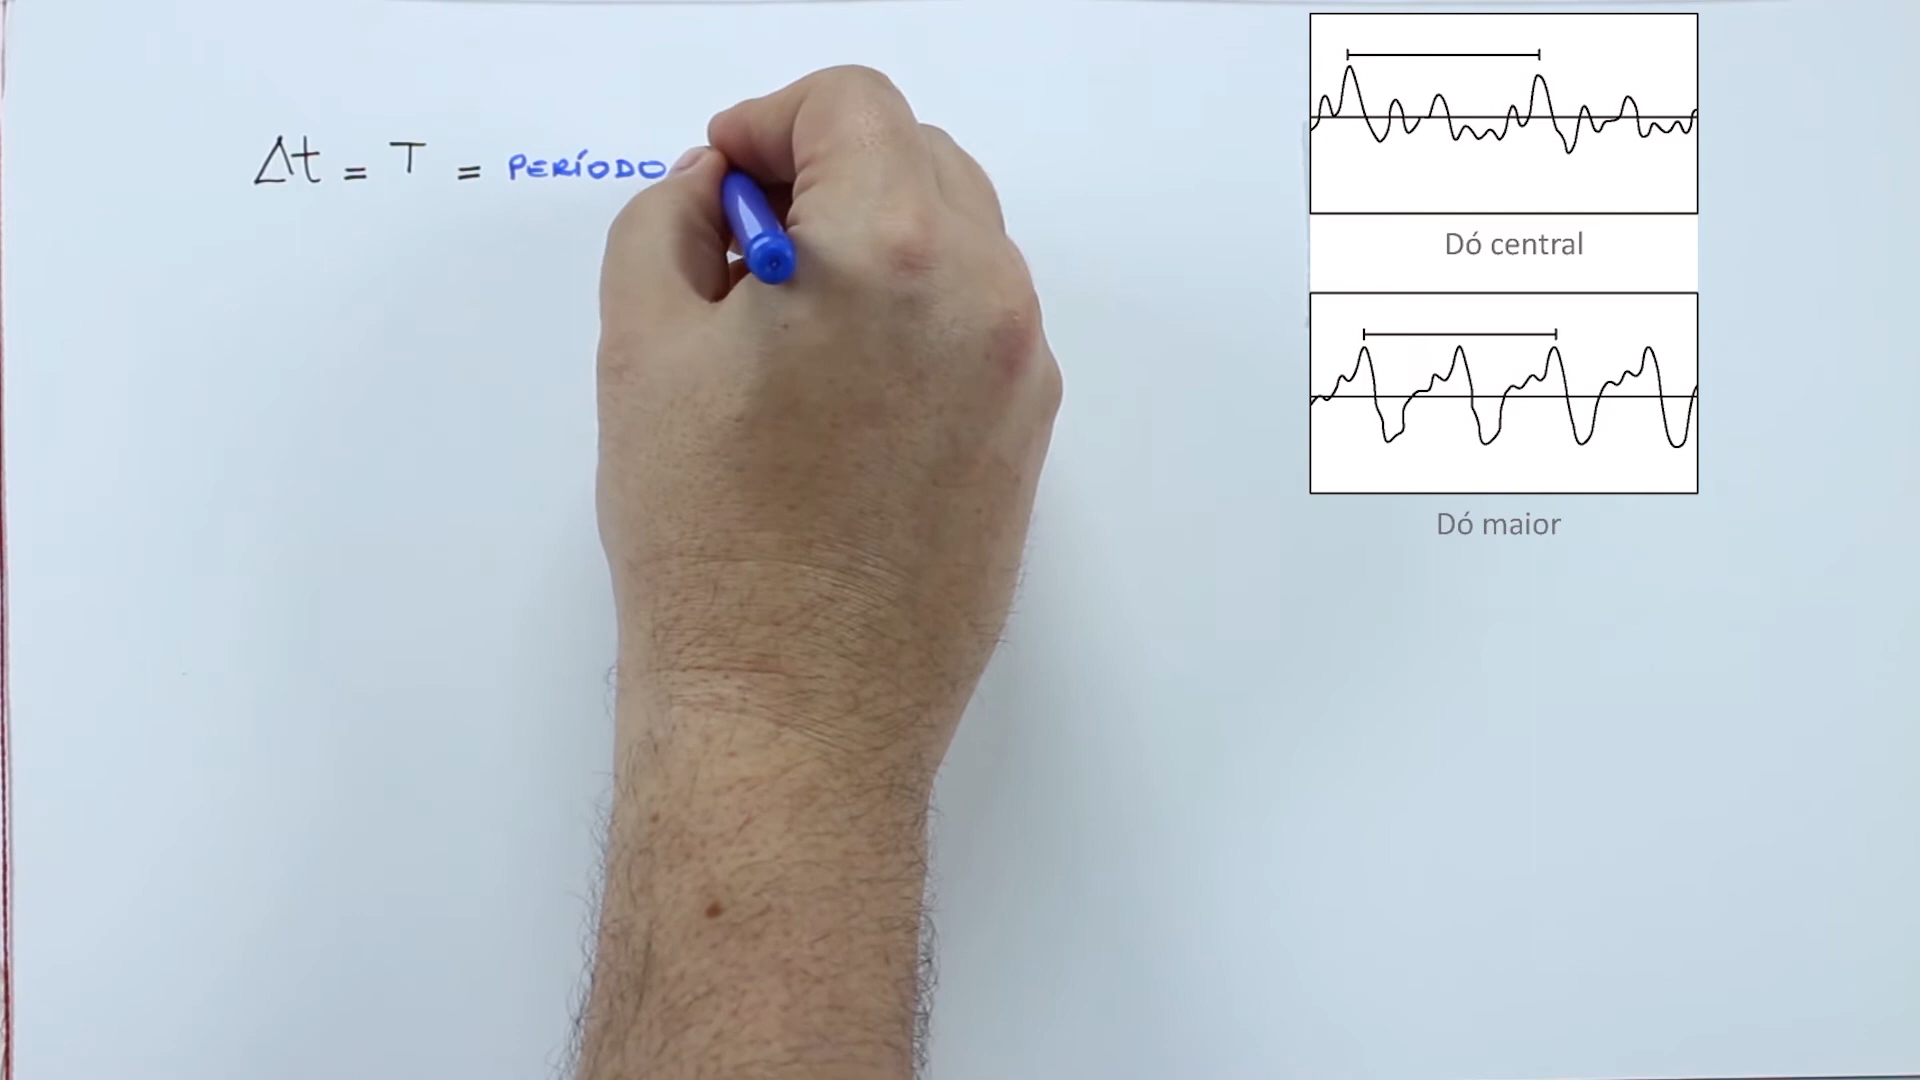 Δt = T = PERÍODO
Dó central
Dó maior